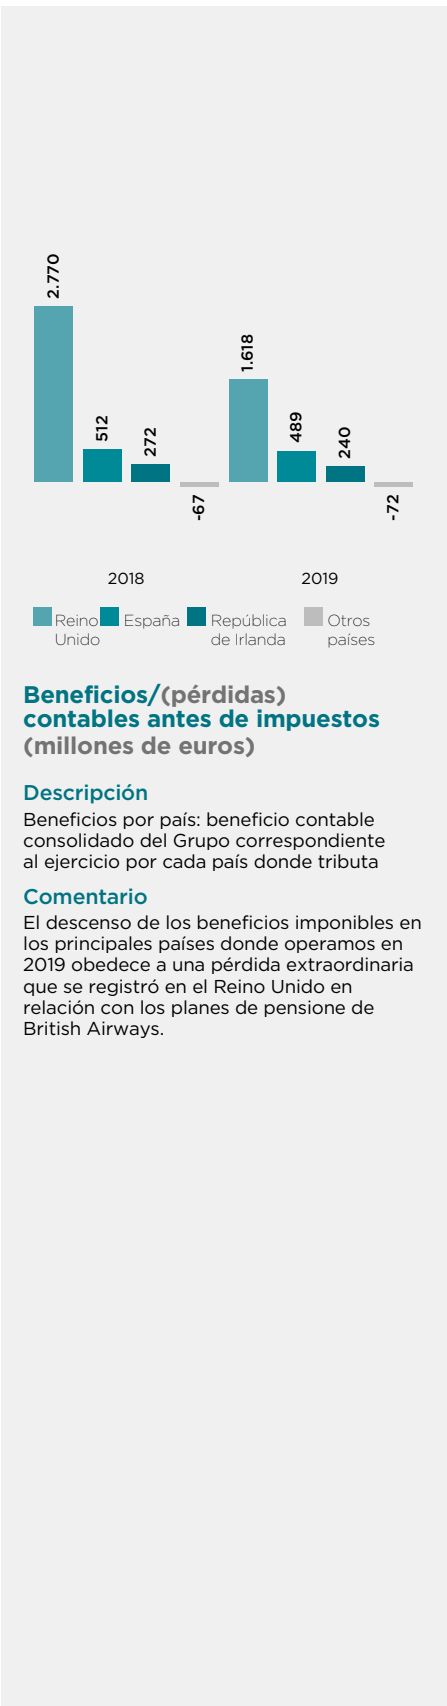 2.770
512
272
-67
1.618
489
240
-72
2018
2019
Reino Unido
España
República de Irlanda
Otros países
Beneficios/(pérdidas)
contables antes de impuestos
(millones de euros)
Descripción
Beneficios por país: beneficio contable
consolidado del Grupo correspondiente
al ejercicio por cada país donde tributa
Comentario
El descenso de los beneficios imponibles en
los principales países donde operamos en
2019 obedece a una pérdida extraordinaria
que se registró en el Reino Unido en
relación con los planes de pensione de
British Airways.